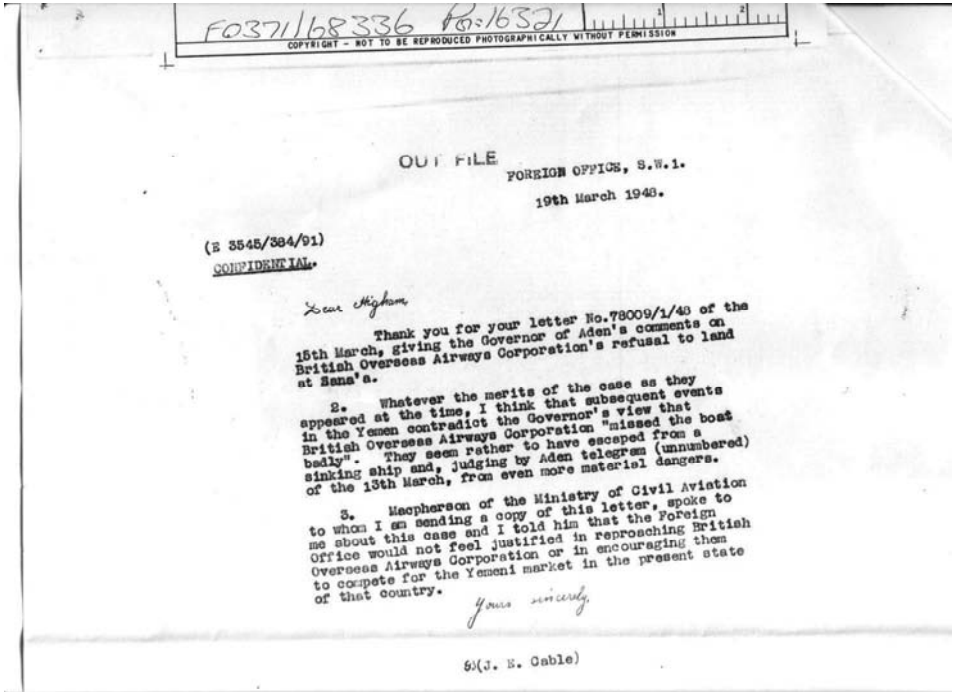 FO371/68336
COPYRIGHT - NOT TO BE REPRODUCED PHOTOGRAPHICALLY WITHOUT PERMISSION
1 2
OUT FILE
FOREIGN OFFICE, S.W.1.
19th March 1948.
(E 3545/384/91)
CONFIDENTIAL.
Dear Higham,
Thank you for your letter No.78009/1/48 of the
15th March, giving the Governor of Aden's comments on
British Overseas Airways Corporation's refusal to land
at Sana'a.
2. Whatever the merits of the case as they
appeared at the time, I think that subsequent events
in the Yemen contradict the Governor's view that
British Overseas Airways Corporation "missed the boat
badly". They seem rather to have escaped from a
sinking ship and, judging by Aden telegram (unnumbered)
of the 13th March, from even more material dangers.
3. Macpherson of the Ministry of Civil Aviation
to whom I am sending a copy of this letter, spoke to
me about this case and I told him that the Foreign
Office would not feel justified in reproaching British
Overseas Airways Corporation or in encouraging them
to compete for the Yemeni market in the present state
of that country.
Yours sincerely,
(J. E. Cable)